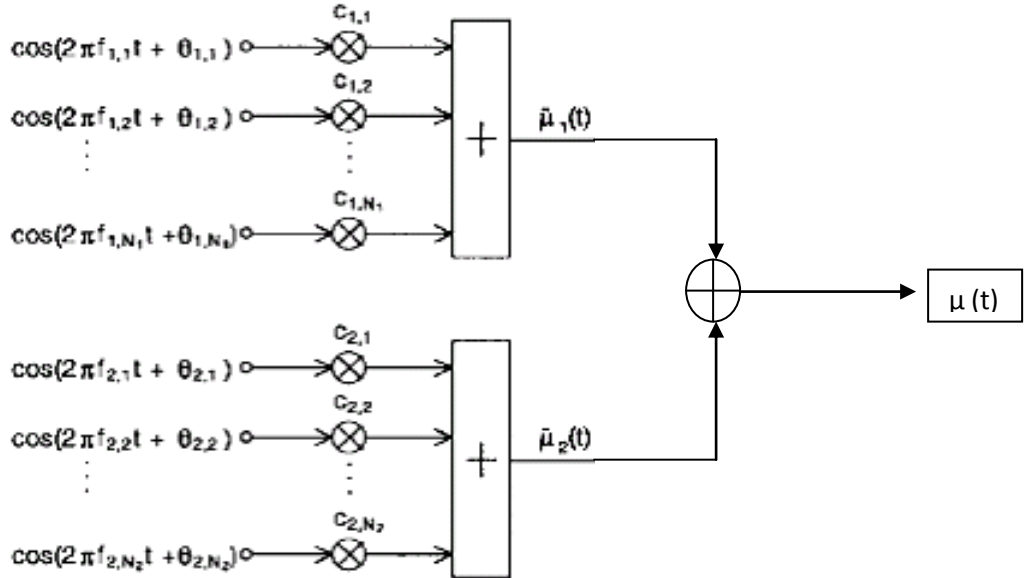 c₁,₁
cos(2πf₁,₁t + θ₁,₁)
c₁,₂
cos(2πf₁,₂t + θ₁,₂)
+
μ̃₁(t)
c₁,N₁
cos(2πf₁,N₁t +θ₁,N₁)
μ (t)
c₂,₁
cos(2πf₂,₁t + θ₂,₁)
c₂,₂
cos(2πf₂,₂t + θ₂,₂)
+
μ̃₂(t)
c₂,N₂
cos(2πf₂,N₂t +θ₂,N₂)